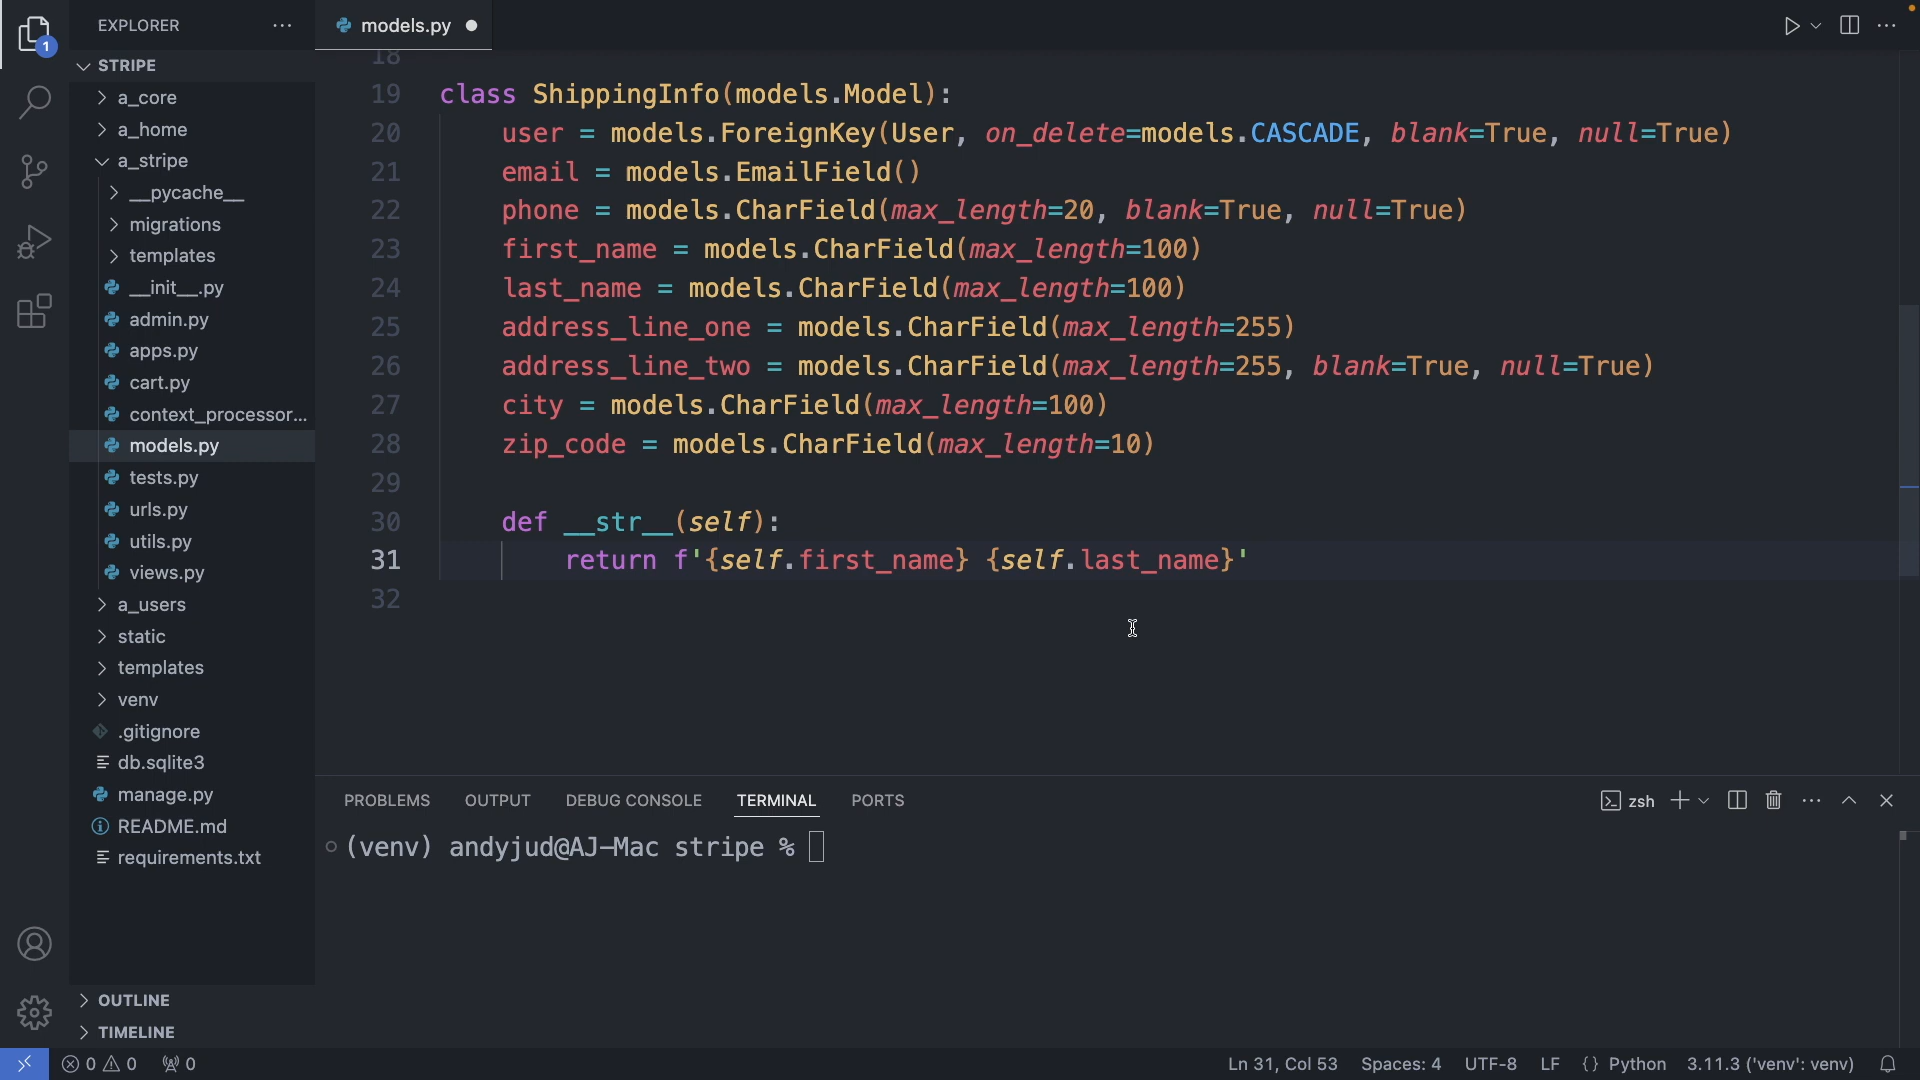 EXPLORER
models.py
1
STRIPE
a_core
a_home
a_stripe
__pycache__
migrations
templates
__init__.py
admin.py
apps.py
cart.py
context_processor...
models.py
tests.py
urls.py
utils.py
views.py
a_users
static
templates
venv
.gitignore
db.sqlite3
manage.py
README.md
requirements.txt
OUTLINE
TIMELINE
18
19 class ShippingInfo(models.Model):
20 user = models.ForeignKey(User, on_delete=models.CASCADE, blank=True, null=True)
21 email = models.EmailField()
22 phone = models.CharField(max_length=20, blank=True, null=True)
23 first_name = models.CharField(max_length=100)
24 last_name = models.CharField(max_length=100)
25 address_line_one = models.CharField(max_length=255)
26 address_line_two = models.CharField(max_length=255, blank=True, null=True)
27 city = models.CharField(max_length=100)
28 zip_code = models.CharField(max_length=10)
29
30 def __str__(self):
31 return f'{self.first_name} {self.last_name}'
32
PROBLEMS OUTPUT DEBUG CONSOLE TERMINAL PORTS
zsh
(venv) andyjud@AJ-Mac stripe %
0 0 0
Ln 31, Col 53 Spaces: 4 UTF-8 LF {} Python 3.11.3 ('venv': venv)